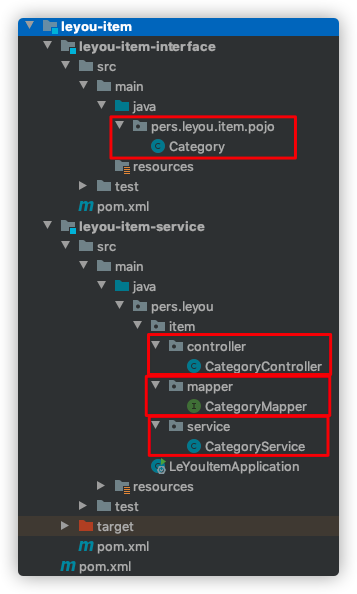 leyou-item
leyou-item-interface
src
main
java
pers.leyou.item.pojo
Category
resources
test
pom.xml
leyou-item-service
src
main
java
pers.leyou
item
controller
CategoryController
mapper
CategoryMapper
service
CategoryService
LeYouItemApplication
resources
test
target
pom.xml
pom.xml